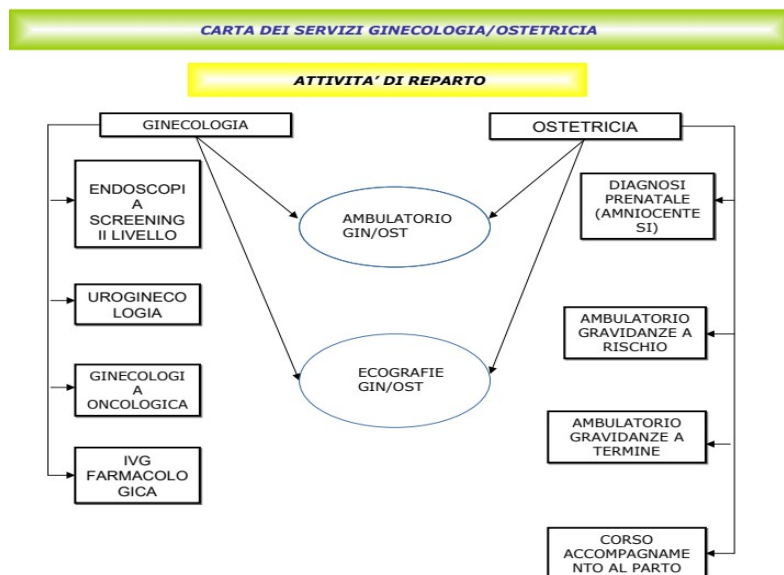 CARTA DEI SERVIZI GINECOLOGIA/OSTETRICIA
ATTIVITA' DI REPARTO
GINECOLOGIA
OSTETRICIA
ENDOSCOPI
A
SCREENING
II LIVELLO
UROGINECO
LOGIA
GINECOLOGI
A
ONCOLOGICA
IVG
FARMACOLO
GICA
AMBULATORIO
GIN/OST
ECOGRAFIE
GIN/OST
DIAGNOSI
PRENATALE
(AMNIOCENTE
SI)
AMBULATORIO
GRAVIDANZE A
RISCHIO
AMBULATORIO
GRAVIDANZE A
TERMINE
CORSO
ACCOMPAGNAME
NTO AL PARTO